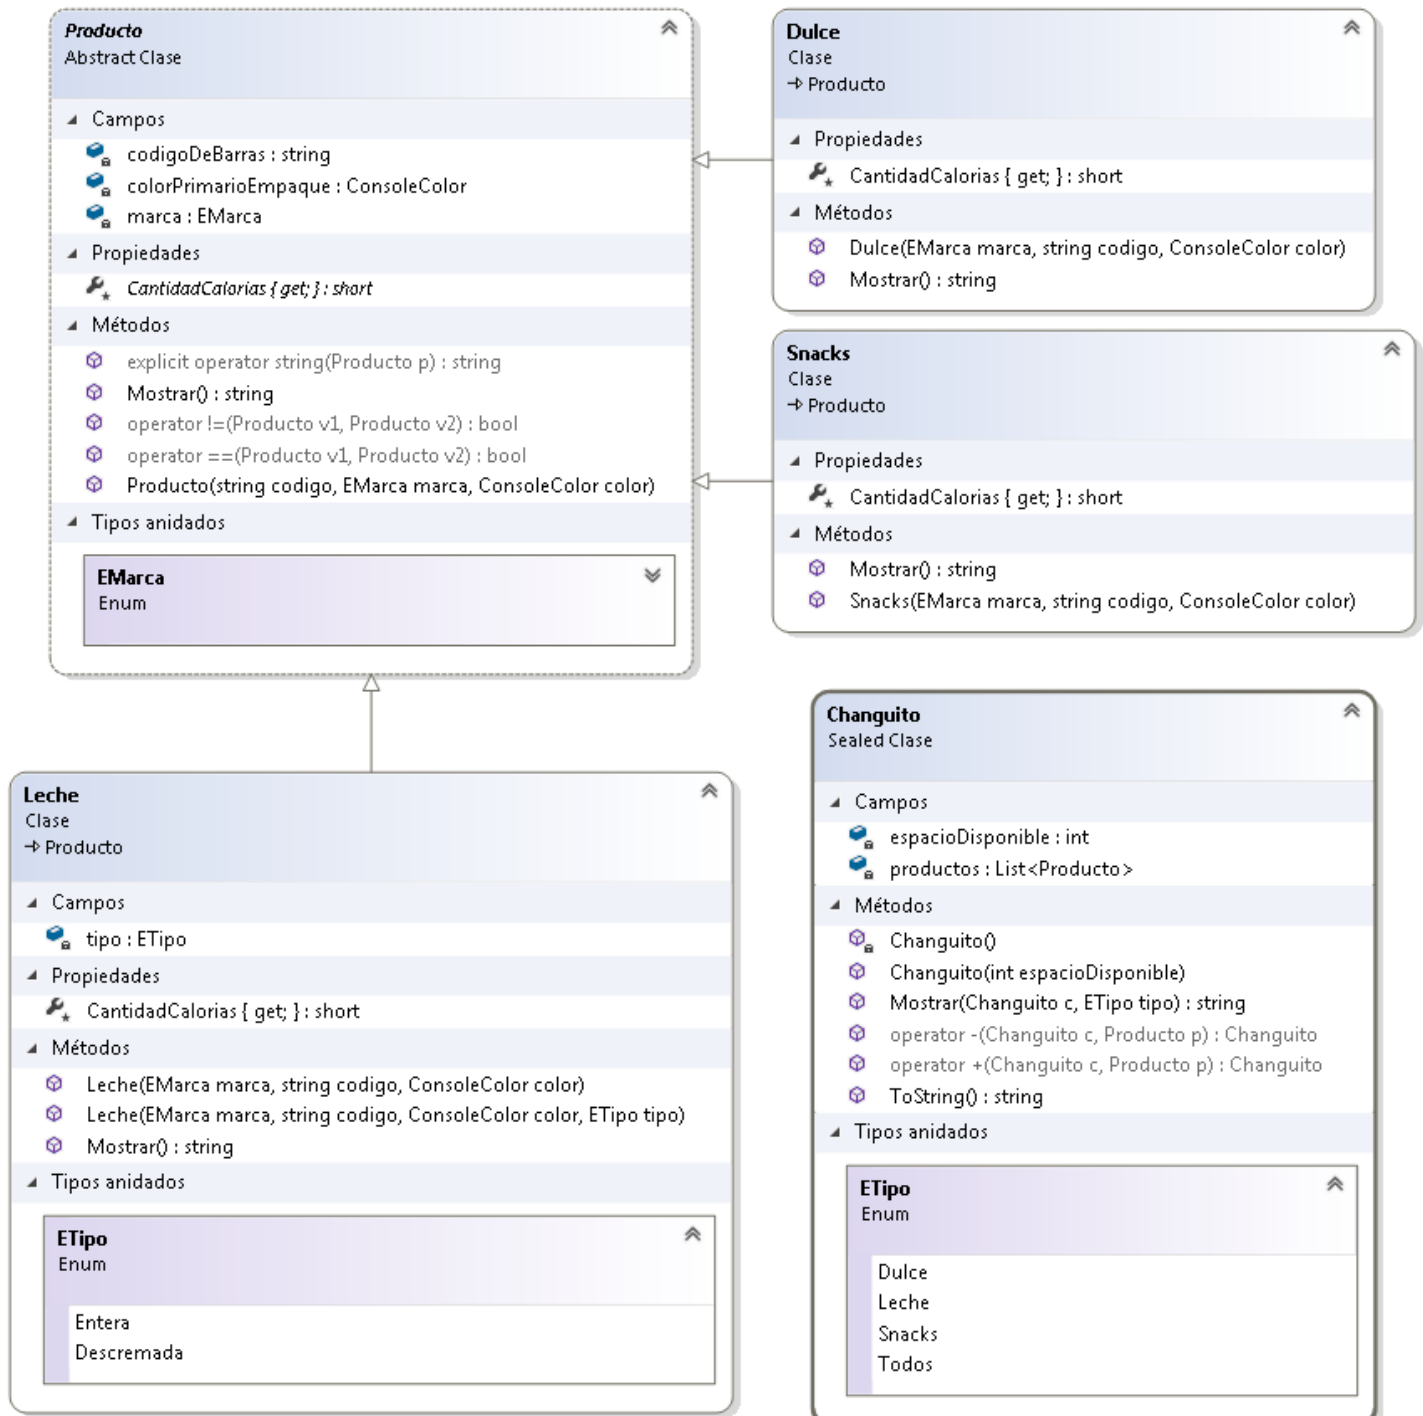 Producto
Abstract Clase
Campos
codigoDeBarras : string
colorPrimarioEmpaque : ConsoleColor
marca : EMarca
Propiedades
CantidadCalorias { get; } : short
Métodos
explicit operator string(Producto p) : string
Mostrar() : string
operator !=(Producto v1, Producto v2) : bool
operator ==(Producto v1, Producto v2) : bool
Producto(string codigo, EMarca marca, ConsoleColor color)
Tipos anidados
EMarca
Enum
Dulce
Clase
Producto
Propiedades
CantidadCalorias { get; } : short
Métodos
Dulce(EMarca marca, string codigo, ConsoleColor color)
Mostrar() : string
Snacks
Clase
Producto
Propiedades
CantidadCalorias { get; } : short
Métodos
Mostrar() : string
Snacks(EMarca marca, string codigo, ConsoleColor color)
Leche
Clase
Producto
Campos
tipo : ETipo
Propiedades
CantidadCalorias { get; } : short
Métodos
Leche(EMarca marca, string codigo, ConsoleColor color)
Leche(EMarca marca, string codigo, ConsoleColor color, ETipo tipo)
Mostrar() : string
Tipos anidados
ETipo
Enum
Entera
Descremada
Changuito
Sealed Clase
Campos
espacioDisponible : int
productos : List<Producto>
Métodos
Changuito()
Changuito(int espacioDisponible)
Mostrar(Changuito c, ETipo tipo) : string
operator -(Changuito c, Producto p) : Changuito
operator +(Changuito c, Producto p) : Changuito
ToString() : string
Tipos anidados
ETipo
Enum
Dulce
Leche
Snacks
Todos